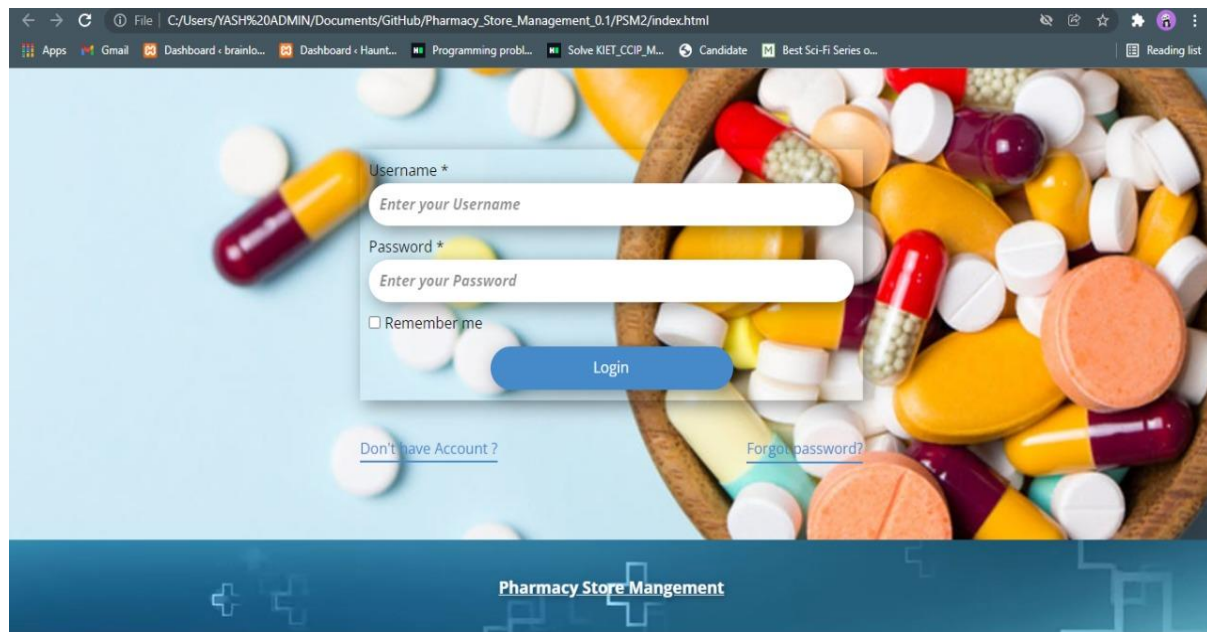 File | C:/Users/YASH%20ADMIN/Documents/GitHub/Pharmacy_Store_Management_0.1/PSM2/index.html
Apps Gmail Dashboard ‹ brainlo... Dashboard ‹ Haunt... Programming probl... Solve KIET_CCIP_M... Candidate Best Sci-Fi Series o... Reading list
Username *
Enter your Username
Password *
Enter your Password
Remember me
Login
Don't have Account ? Forgot password?
Pharmacy Store Mangement